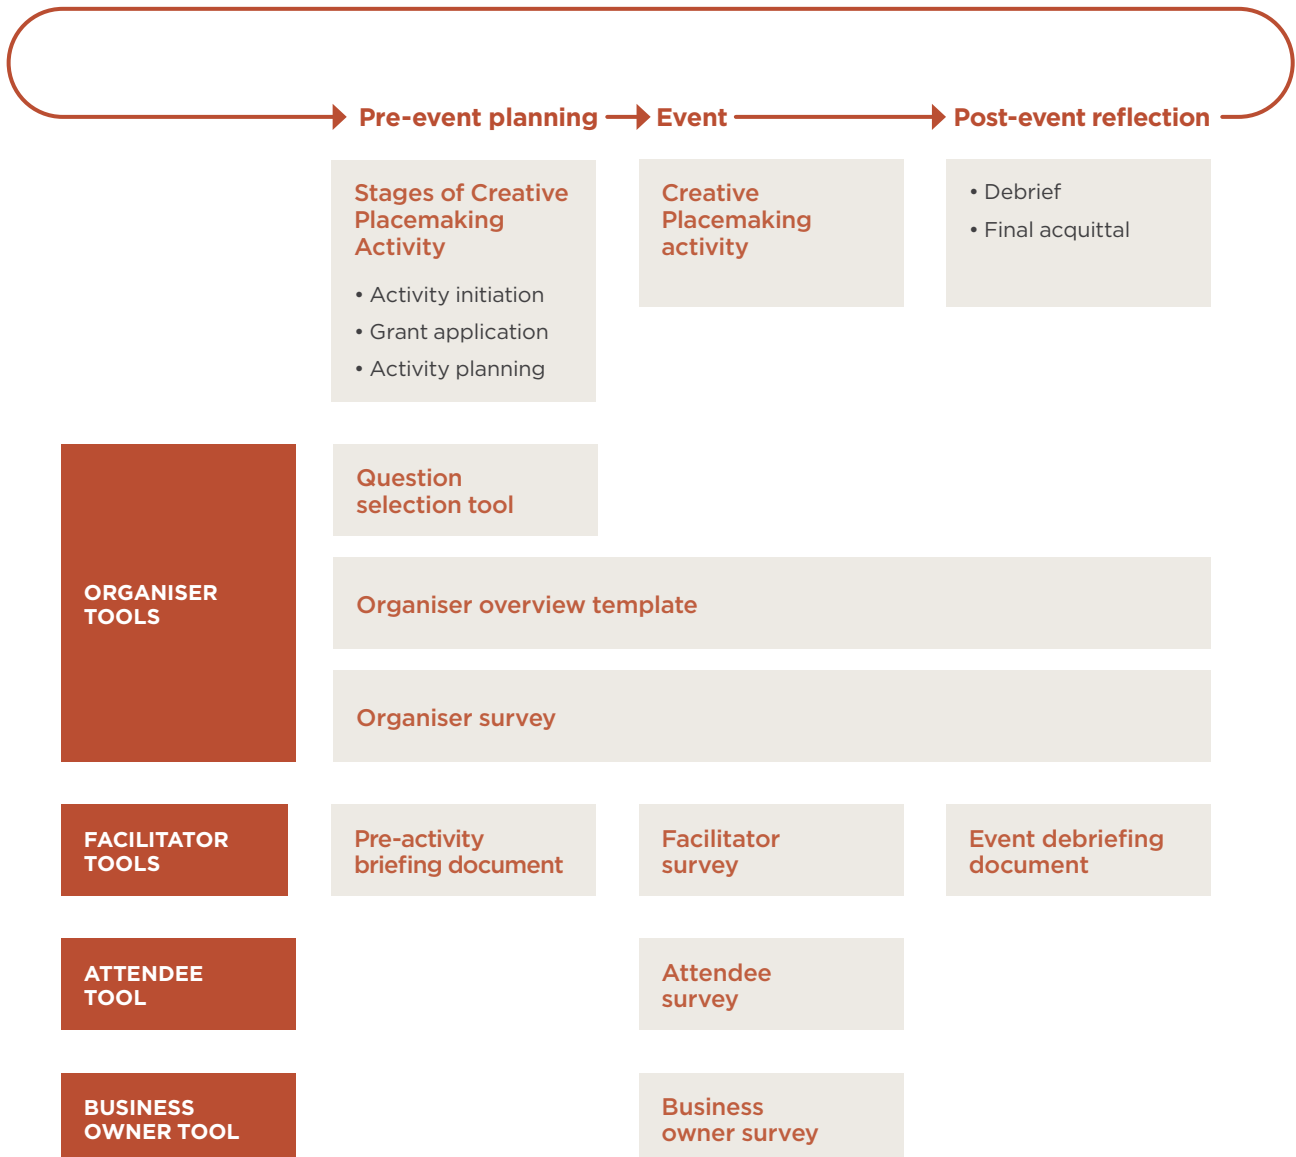 Pre-event planning
Event
Post-event reflection
Stages of Creative
Placemaking
Activity
• Activity initiation
• Grant application
• Activity planning
Creative
Placemaking
activity
• Debrief
• Final acquittal
ORGANISER
TOOLS
Question
selection tool
Organiser overview template
Organiser survey
FACILITATOR
TOOLS
Pre-activity
briefing document
Facilitator
survey
Event debriefing
document
ATTENDEE
TOOL
Attendee
survey
BUSINESS
OWNER TOOL
Business
owner survey